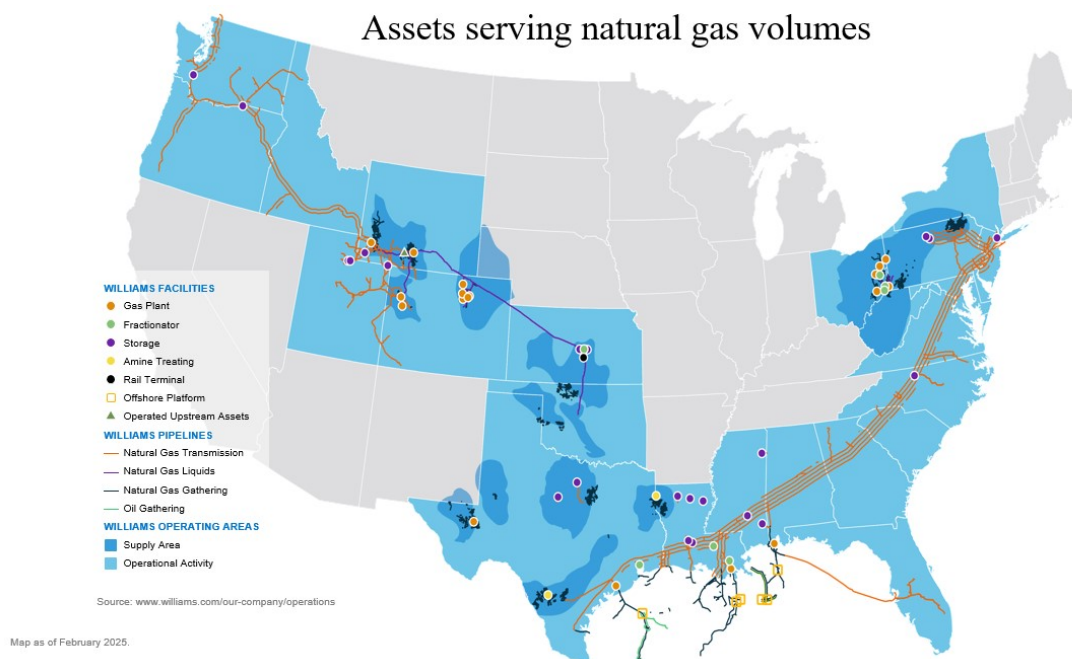 Assets serving natural gas volumes
WILLIAMS FACILITIES
Gas Plant
Fractionator
Storage
Amine Treating
Rail Terminal
Offshore Platform
Operated Upstream Assets
WILLIAMS PIPELINES
Natural Gas Transmission
Natural Gas Liquids
Natural Gas Gathering
Oil Gathering
WILLIAMS OPERATING AREAS
Supply Area
Operational Activity
Source: www.williams.com/our-company/operations
Map as of February 2025.